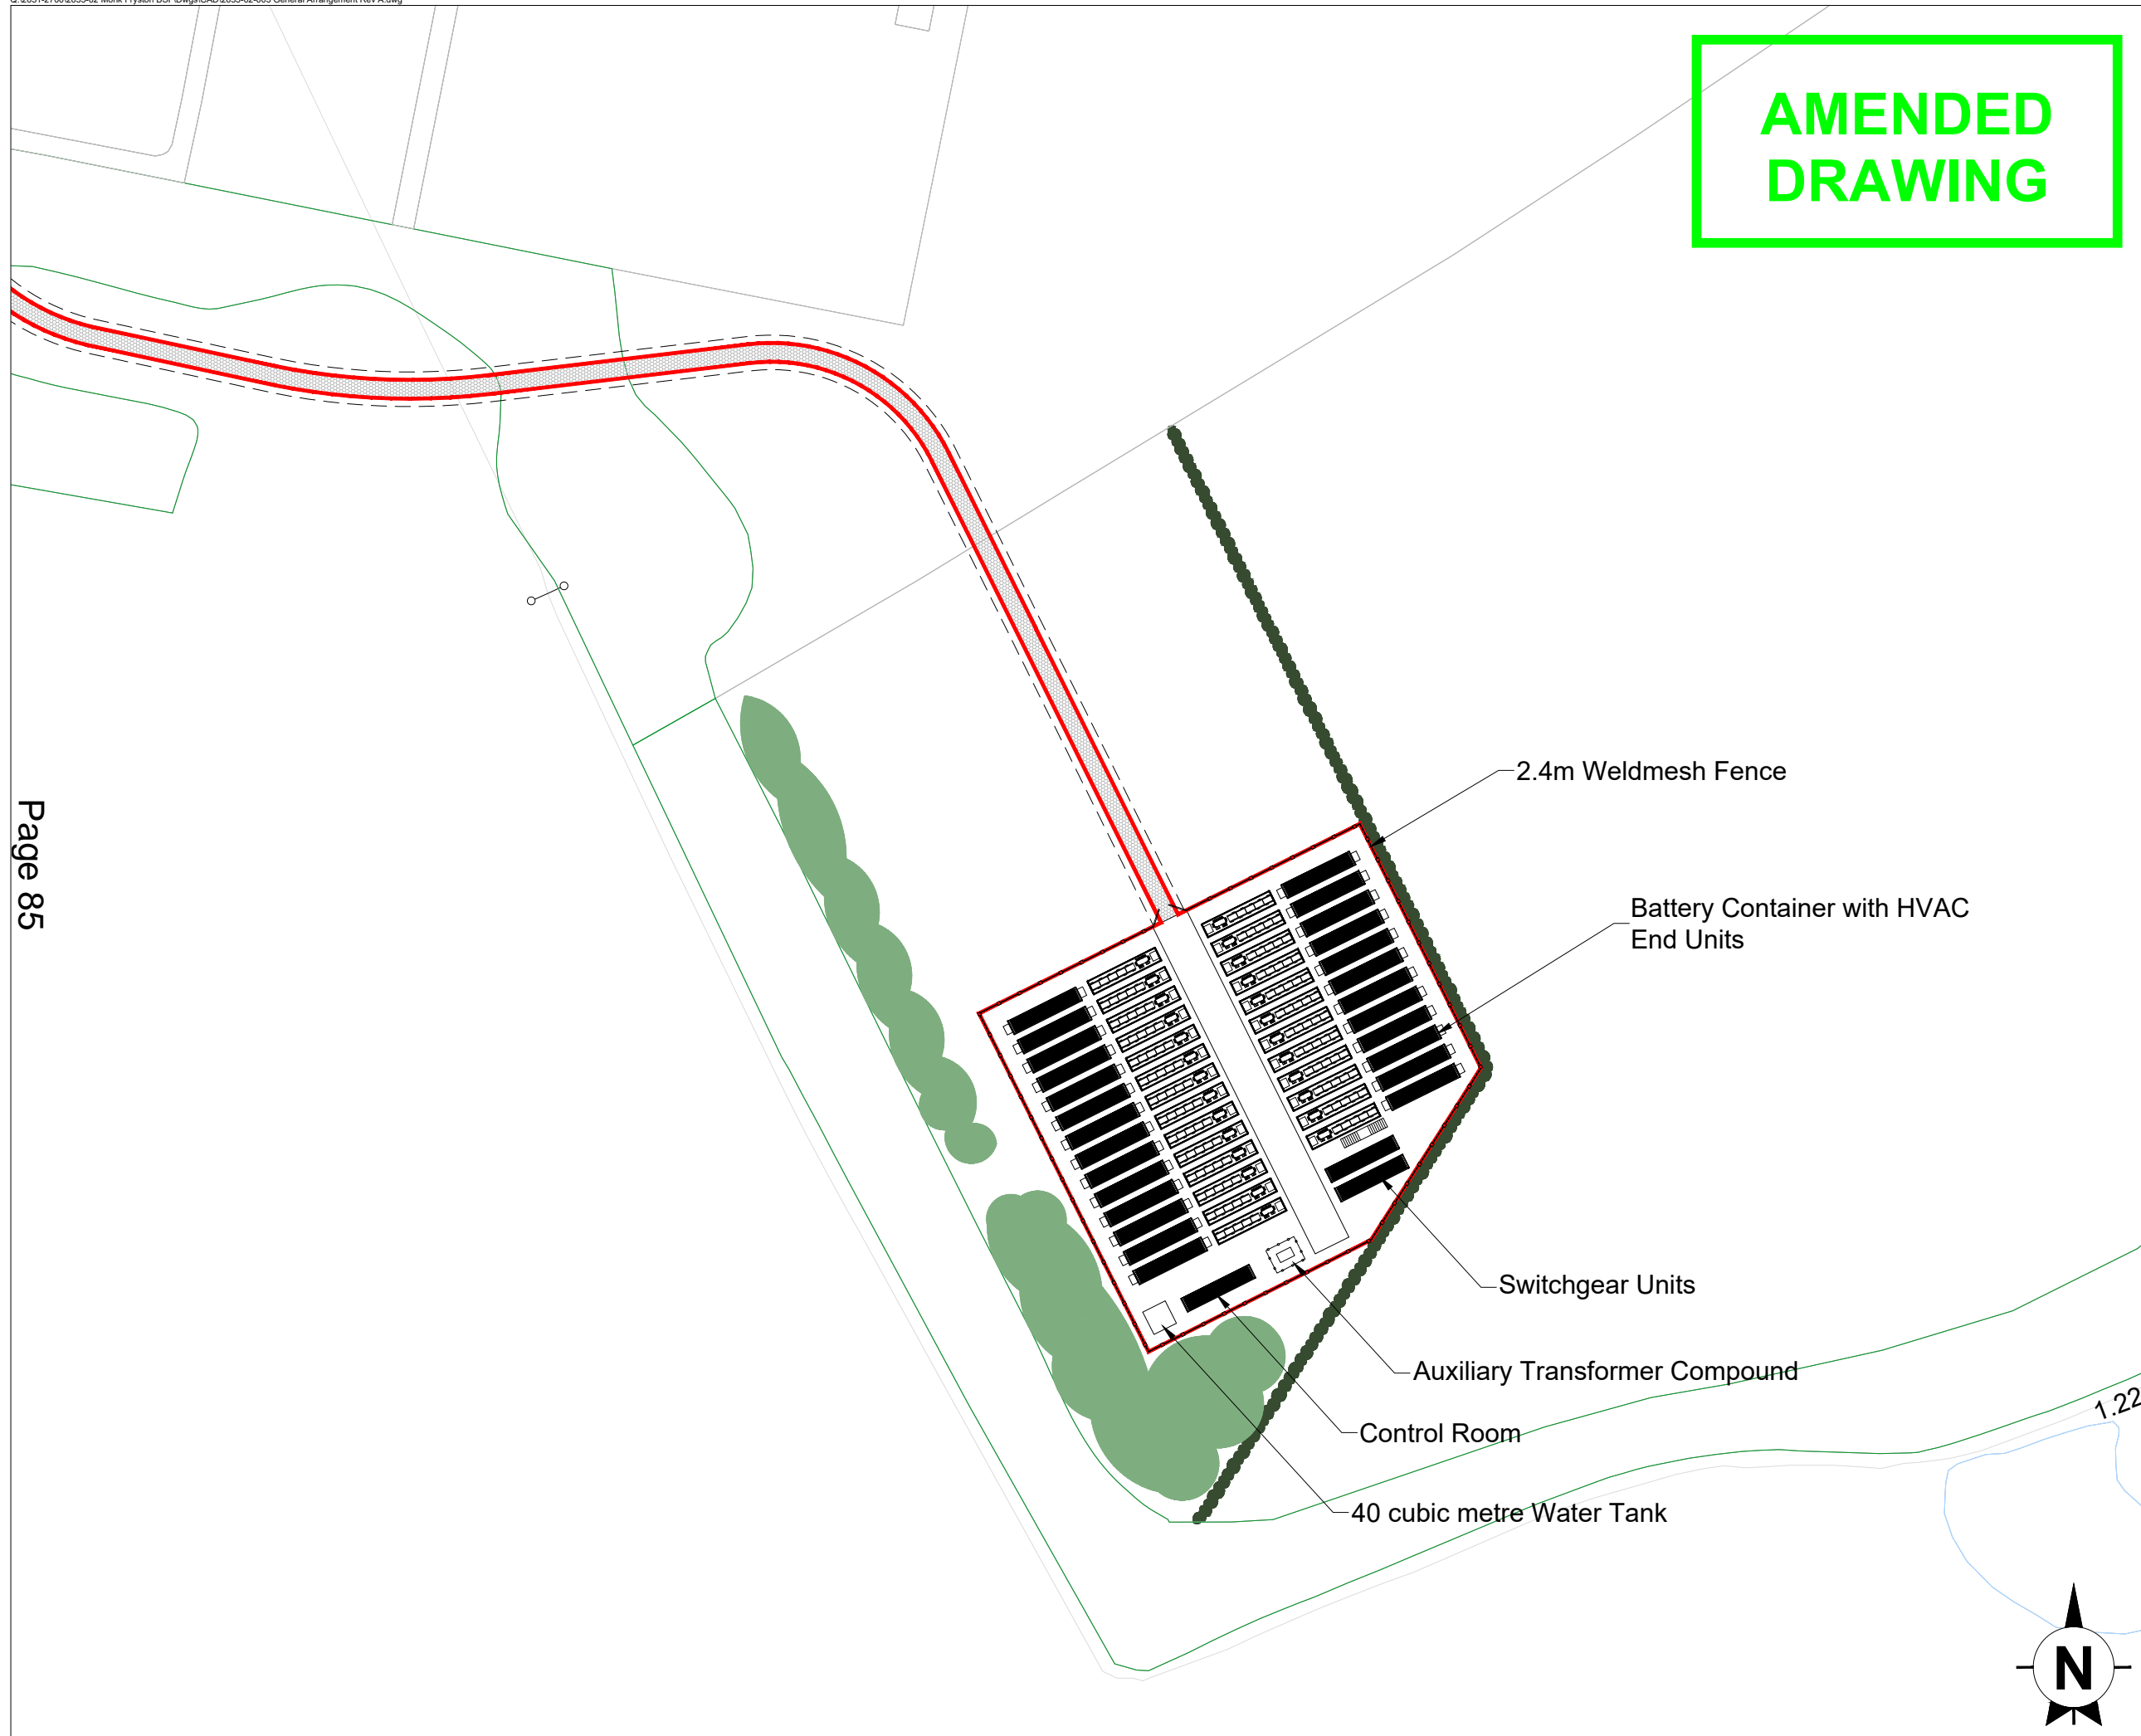 AMENDED
DRAWING
2.4m Weldmesh Fence
Battery Container with HVAC
End Units
Switchgear Units
Auxiliary Transformer Compound
Control Room
40 cubic metre Water Tank
1.22
Page 85
N